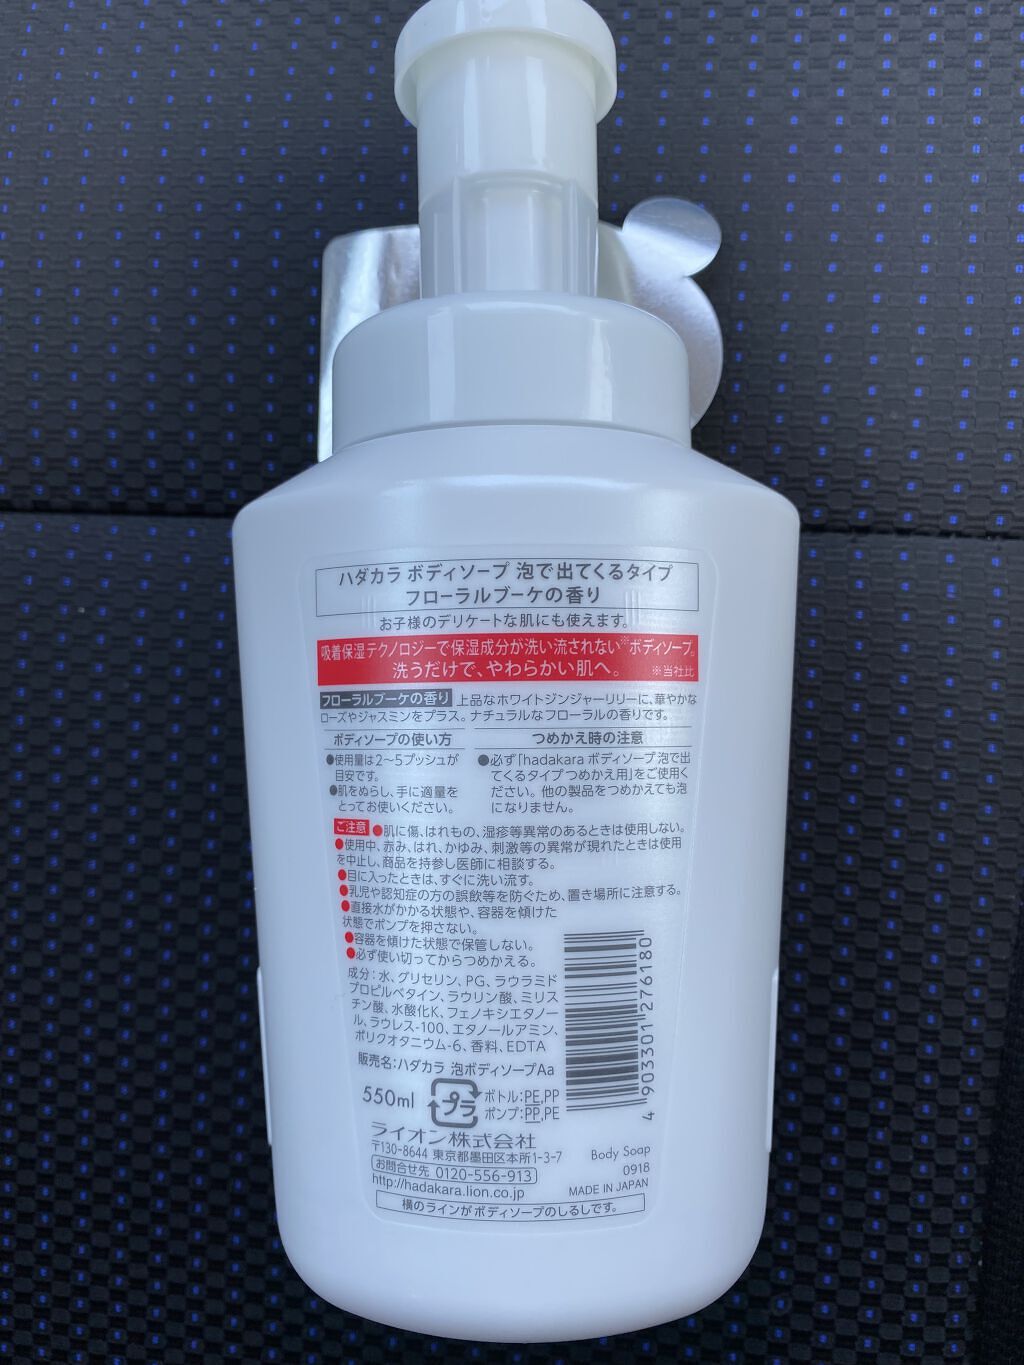 ハダカラ ボディソープ 泡で出てくるタイプ
フローラルブーケの香り
お子様のデリケートな肌にも使えます。
吸着保湿テクノロジーで保湿成分が洗い流されない※ボディソープ。
洗うだけで、やわらかい肌へ。 ※当社比
フローラルブーケの香り 上品なホワイトジンジャーリリーに、華やかな
ローズやジャスミンをプラス。ナチュラルなフローラルの香りです。
ボディソープの使い方
●使用量は2〜5プッシュが
目安です。
●肌をぬらし、手に適量を
とってお使いください。
つめかえ時の注意
●必ず「hadakara ボディソープ 泡で出
てくるタイプ つめかえ用」をご使用く
ださい。他の製品をつめかえても泡
になりません。
ご注意 ●肌に傷、はれもの、湿疹等異常のあるときは使用しない。
●使用中、赤み、はれ、かゆみ、刺激等の異常が現れたときは使用
を中止し、商品を持参し医師に相談する。
●目に入ったときは、すぐに洗い流す。
●乳児や認知症の方の誤飲等を防ぐため、置き場所に注意する。
●直接水がかかる状態や、容器を傾けた
状態でポンプを押さない。
●容器を傾けた状態で保管しない。
●必ず使い切ってからつめかえる。
成分：水、グリセリン、PG、ラウラミド
プロピルベタイン、ラウリン酸、ミリス
チン酸、水酸化K、フェノキシエタノー
ル、ラウレス-100、エタノールアミン、
ポリクオタニウム-6、香料、EDTA
販売名：ハダカラ 泡ボディソープAa
550ml
プラ
ボトル：PE,PP
ポンプ：PP,PE
4 903301 276180
ライオン株式会社
〒130-8644 東京都墨田区本所1-3-7
お問合せ先 0120-556-913
http://hadakara.lion.co.jp
Body Soap
0918
MADE IN JAPAN
横のラインがボディソープのしるしです。